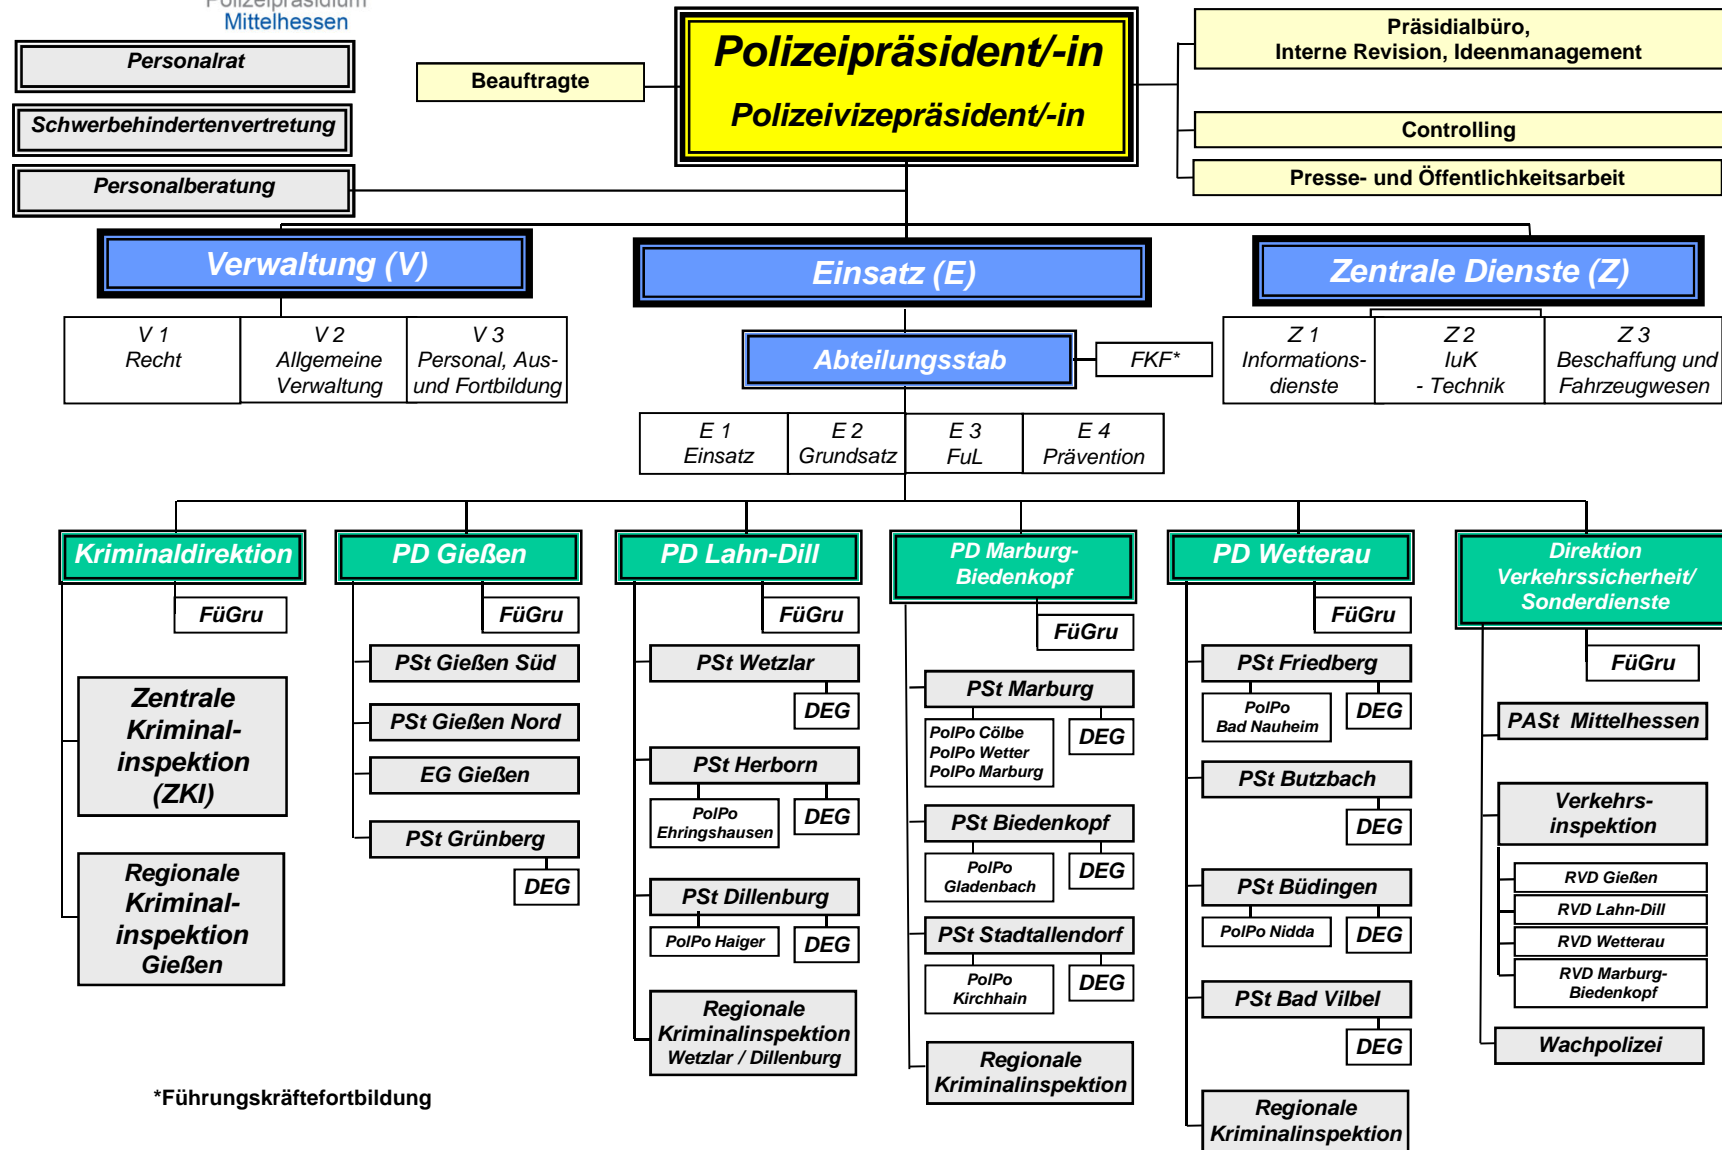 Polizeipräsidium
Mittelhessen
Personalrat
Schwerbehindertenvertretung
Personalberatung
Beauftragte
Polizeipräsident/-in
Polizeivizepräsident/-in
Präsidialbüro,
Interne Revision, Ideenmanagement
Controlling
Presse- und Öffentlichkeitsarbeit
Verwaltung (V)
Einsatz (E)
Zentrale Dienste (Z)
V 1
Recht
V 2
Allgemeine
Verwaltung
V 3
Personal, Aus-
und Fortbildung
Abteilungsstab
FKF*
Z 1
Informations-
dienste
Z 2
IuK
- Technik
Z 3
Beschaffung und
Fahrzeugwesen
E 1
Einsatz
E 2
Grundsatz
E 3
FuL
E 4
Prävention
Kriminaldirektion
FüGru
Zentrale
Kriminal-
inspektion
(ZKI)
Regionale
Kriminal-
inspektion
Gießen
PD Gießen
FüGru
PSt Gießen Süd
PSt Gießen Nord
EG Gießen
PSt Grünberg
DEG
PD Lahn-Dill
FüGru
PSt Wetzlar
DEG
PSt Herborn
PolPo
Ehringshausen
DEG
PSt Dillenburg
PolPo Haiger
DEG
Regionale
Kriminalinspektion
Wetzlar / Dillenburg
PD Marburg-
Biedenkopf
FüGru
PSt Marburg
PolPo Cölbe
PolPo Wetter
PolPo Marburg
DEG
PSt Biedenkopf
PolPo
Gladenbach
DEG
PSt Stadtallendorf
PolPo
Kirchhain
DEG
Regionale
Kriminalinspektion
PD Wetterau
FüGru
PSt Friedberg
PolPo
Bad Nauheim
DEG
PSt Butzbach
DEG
PSt Büdingen
PolPo Nidda
DEG
PSt Bad Vilbel
DEG
Regionale
Kriminalinspektion
Direktion
Verkehrssicherheit/
Sonderdienste
FüGru
PASt Mittelhessen
Verkehrs-
inspektion
RVD Gießen
RVD Lahn-Dill
RVD Wetterau
RVD Marburg-
Biedenkopf
Wachpolizei
*Führungskräftefortbildung